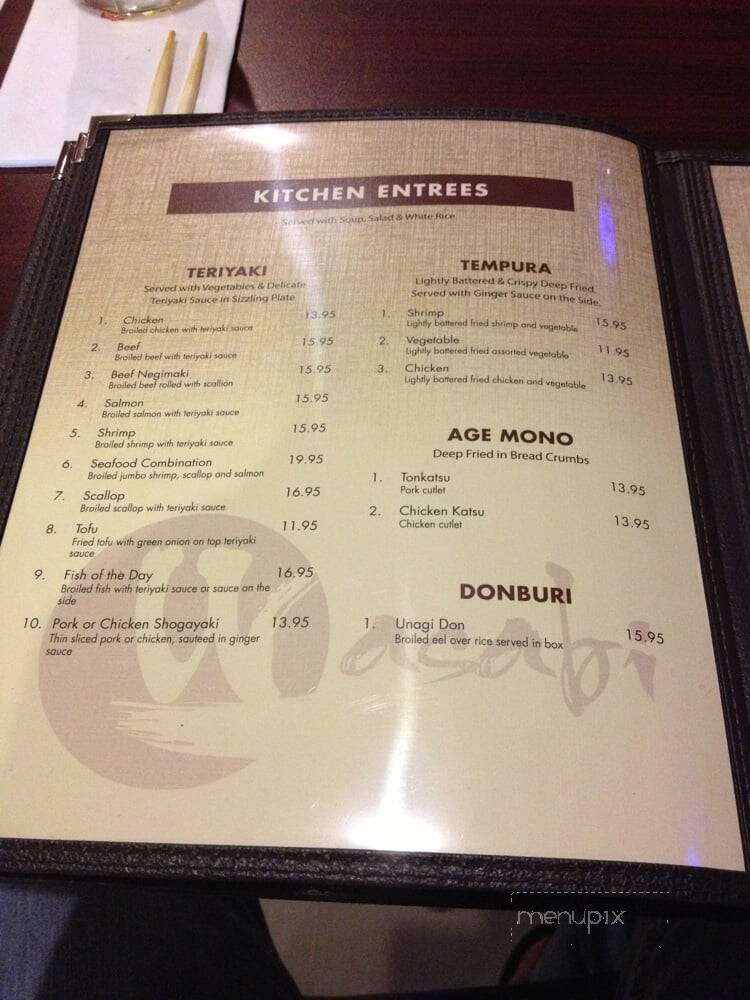 KITCHEN ENTREES
Served with Soup, Salad & White Rice
TERIYAKI
Served with Vegetables & Delicate
Teriyaki Sauce in Sizzling Plate
1. Chicken 13.95
Broiled chicken with teriyaki sauce
2. Beef 15.95
Broiled beef with teriyaki sauce
3. Beef Negimaki 15.95
Broiled beef rolled with scallion
4. Salmon 15.95
Broiled salmon with teriyaki sauce
5. Shrimp 15.95
Broiled shrimp with teriyaki sauce
6. Seafood Combination 19.95
Broiled jumbo shrimp, scallop and salmon
7. Scallop 16.95
Broiled scallop with teriyaki sauce
8. Tofu 11.95
Fried tofu with green onion on top teriyaki
sauce
9. Fish of the Day 16.95
Broiled fish with teriyaki sauce or sauce on the
side
10. Pork or Chicken Shogayaki 13.95
Thin sliced pork or chicken, sauteed in ginger
sauce
TEMPURA
Lightly Battered & Crispy Deep Fried
Served with Ginger Sauce on the Side
1. Shrimp 15.95
Lightly battered fried shrimp and vegetable
2. Vegetable 11.95
Lightly battered fried assorted vegetable
3. Chicken 13.95
Lightly battered fried chicken and vegetable
AGE MONO
Deep Fried in Bread Crumbs
1. Tonkatsu 13.95
Pork cutlet
2. Chicken Katsu 13.95
Chicken cutlet
DONBURI
1. Unagi Don 15.95
Broiled eel over rice served in box
Wasabi
menupix